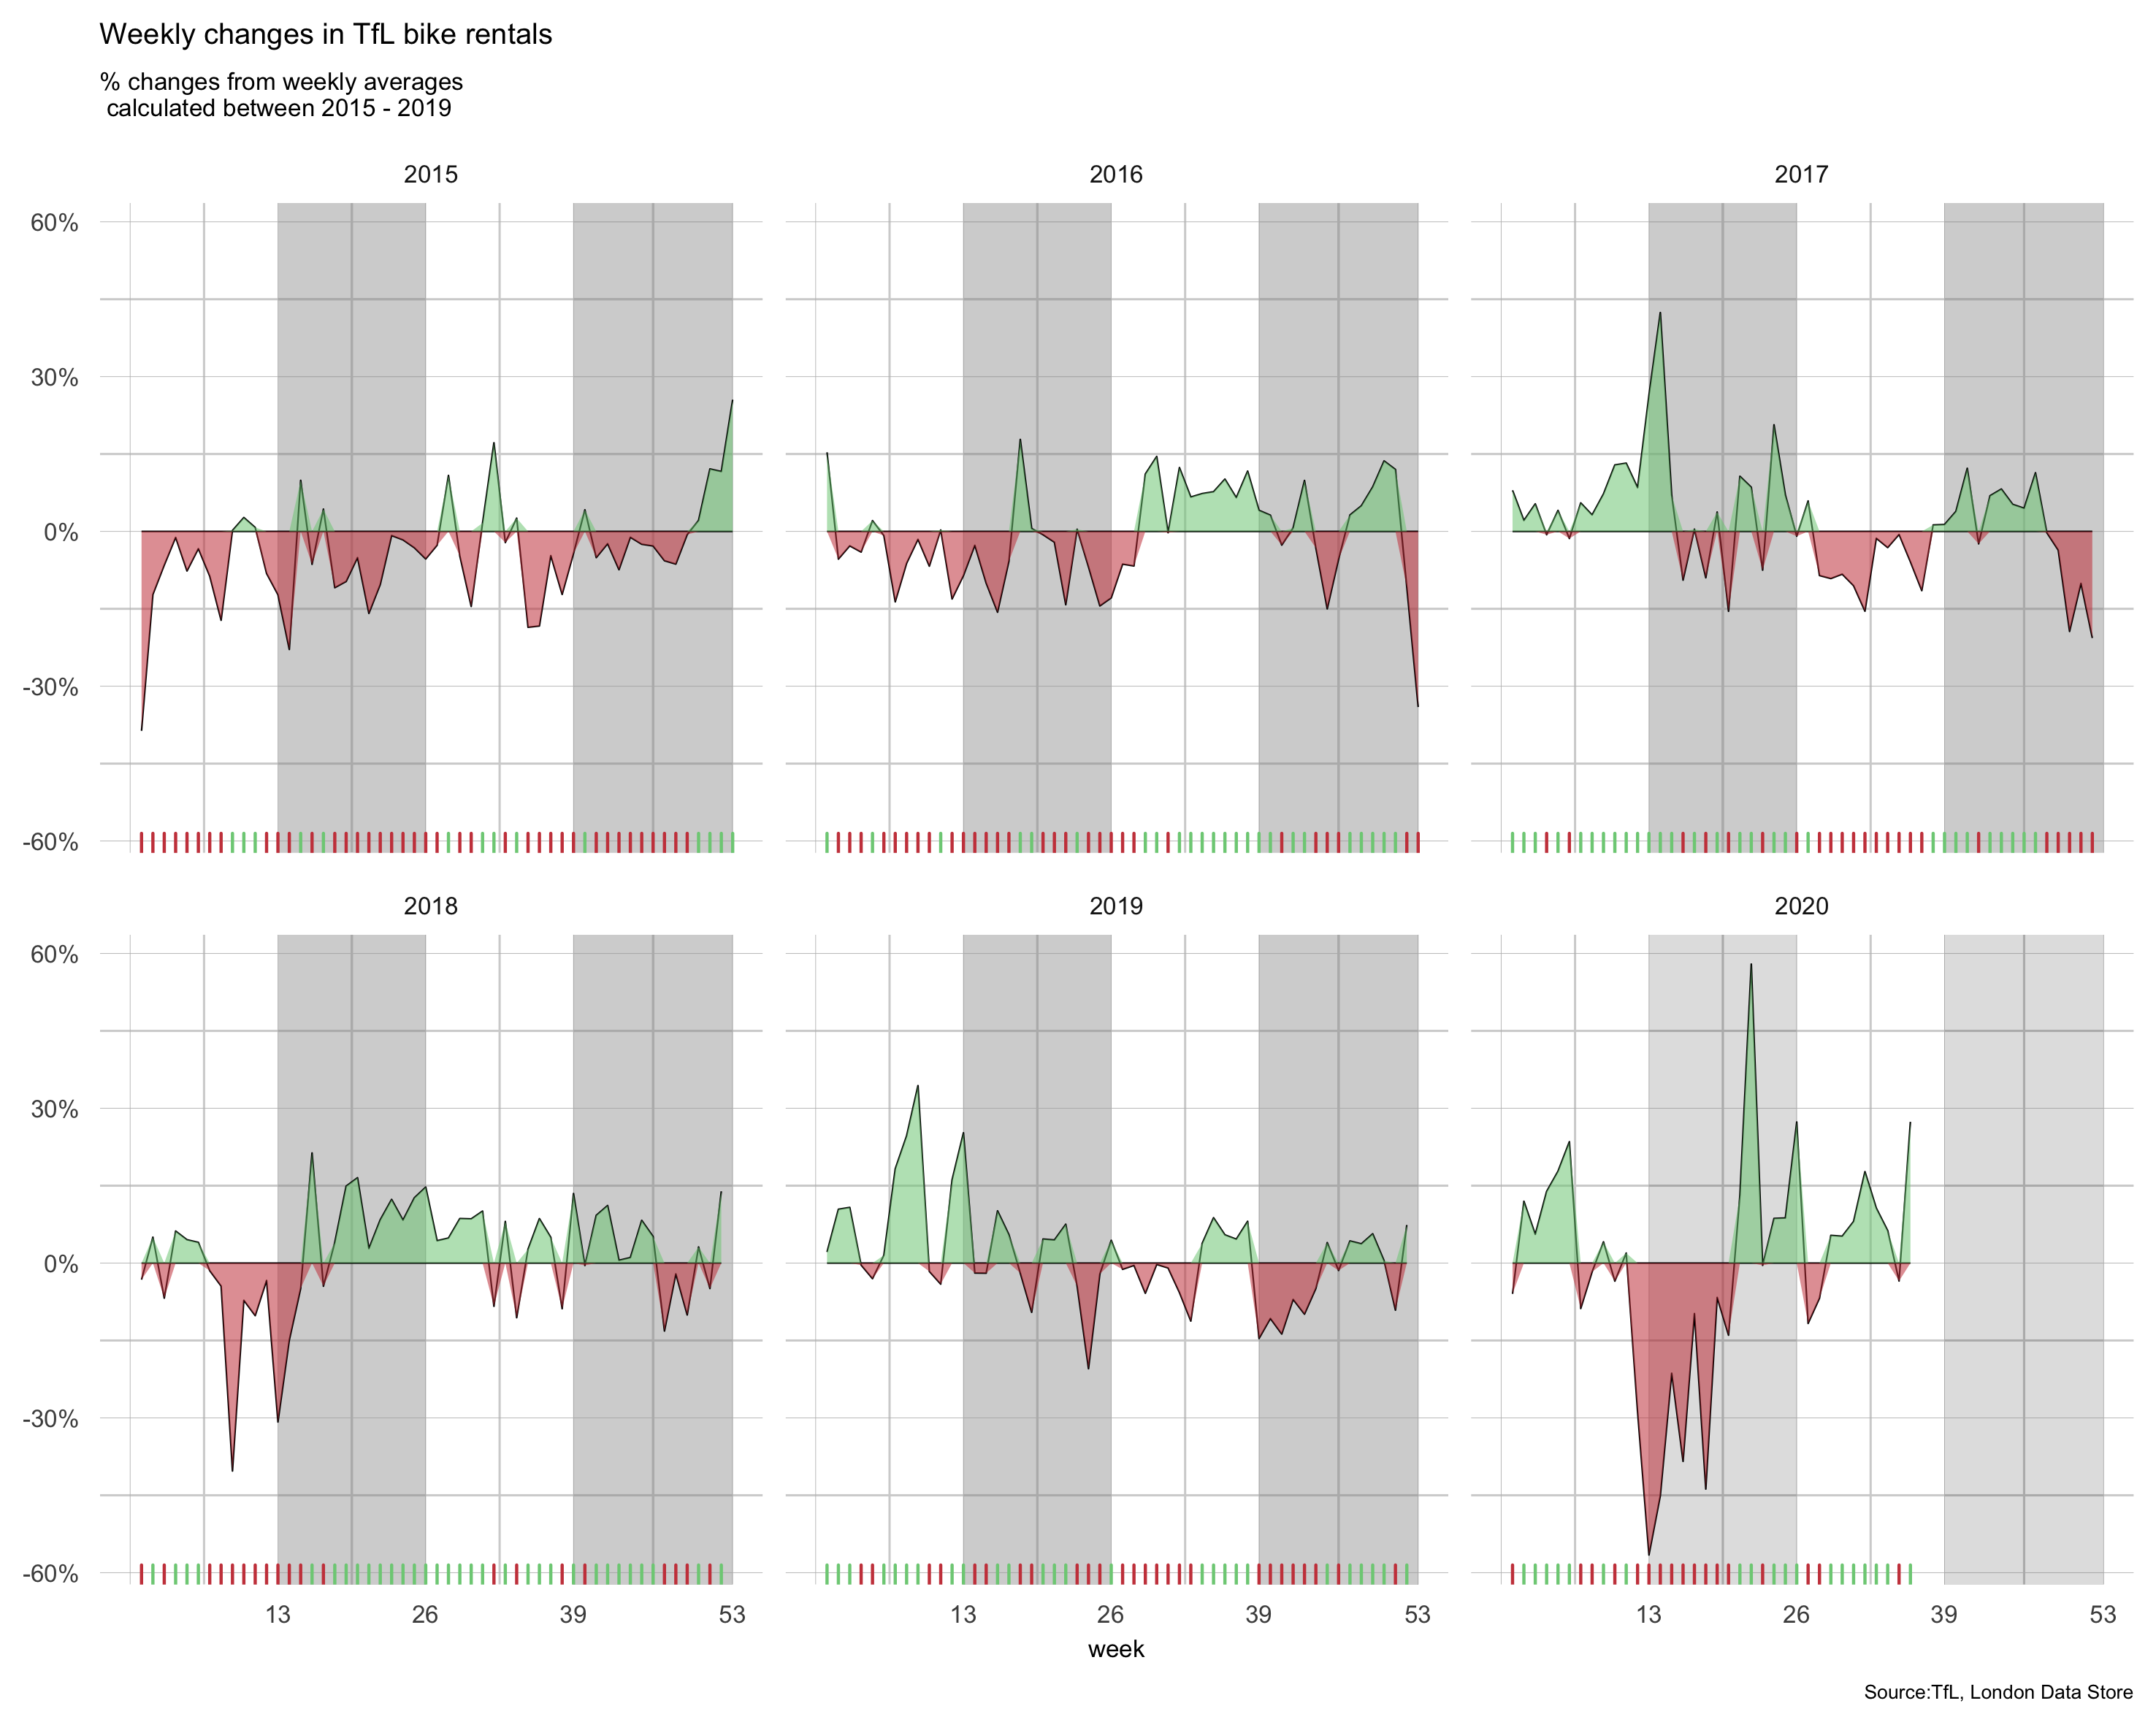 Weekly changes in TfL bike rentals
% changes from weekly averages
calculated between 2015 - 2019
2015 2016 2017
60%
30%
0%
-30%
-60%
2018 2019 2020
60%
30%
0%
-30%
-60%
13 26 39 53 13 26 39 53 13 26 39 53
week
Source:TfL, London Data Store